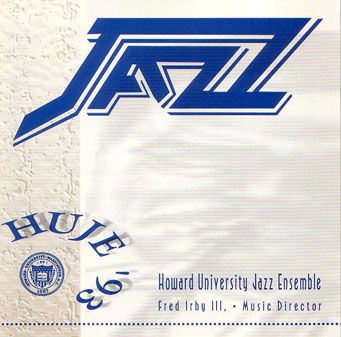 JAZZ
HUJE '93
Howard University Jazz Ensemble
Fred Irby III, • Music Director